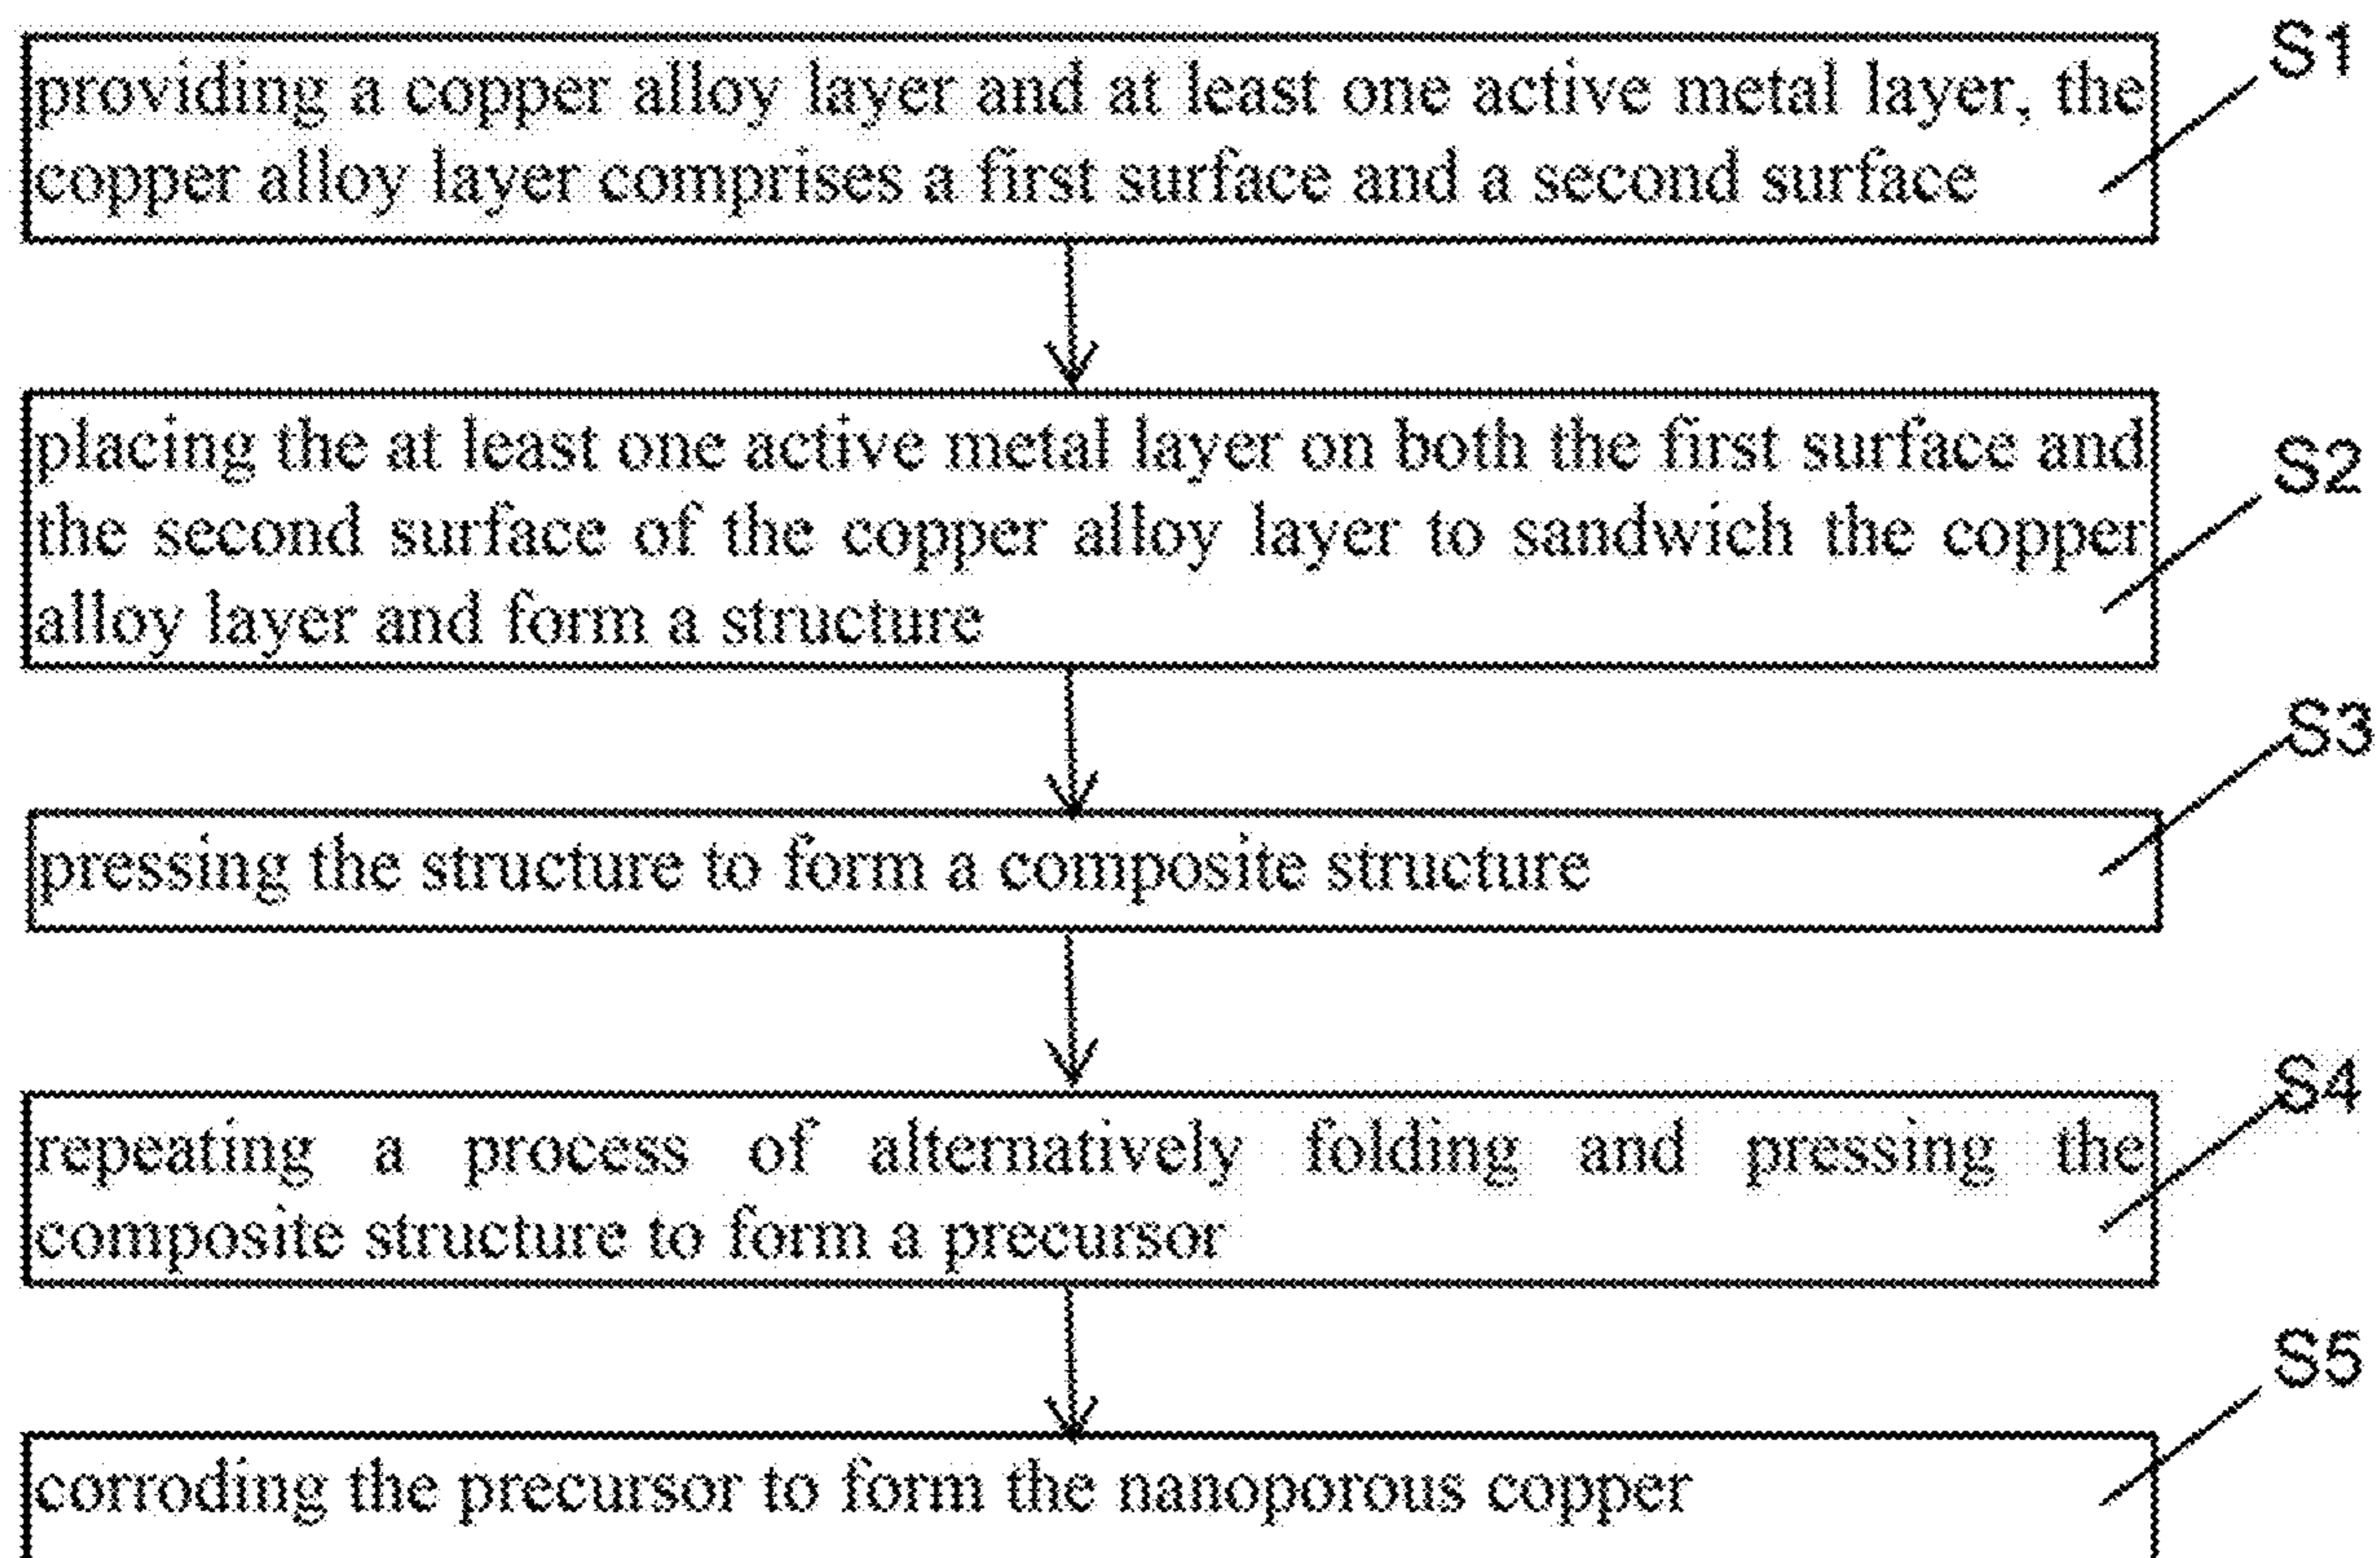 S1
providing a copper alloy layer and at least one active metal layer, the
copper alloy layer comprises a first surface and a second surface
placing the at least one active metal layer on both the first surface and
S2
the second surface of the copper alloy layer to sandwich the copper
alloy layer and form a structure
S3
pressing the structure to form a composite structure
S4
repeating a process of alternatively folding and pressing the
composite structure to form a precursor
S5
corroding the precursor to form the nanoporous copper